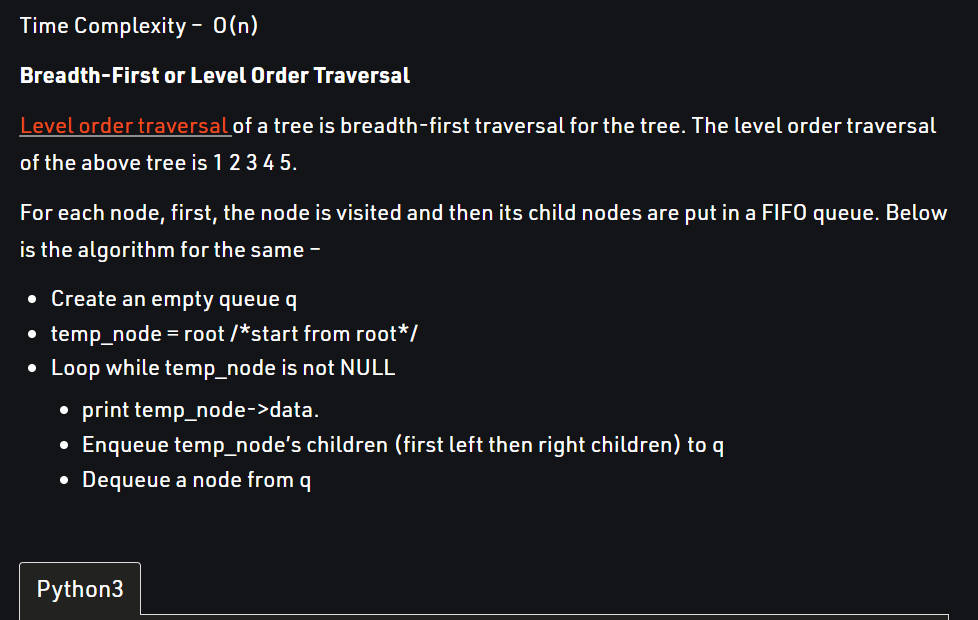 Time Complexity – O(n)
Breadth-First or Level Order Traversal
Level order traversal of a tree is breadth-first traversal for the tree. The level order traversal
of the above tree is 1 2 3 4 5.
For each node, first, the node is visited and then its child nodes are put in a FIFO queue. Below
is the algorithm for the same –
• Create an empty queue q
• temp_node = root /*start from root*/
• Loop while temp_node is not NULL
• print temp_node->data.
• Enqueue temp_node’s children (first left then right children) to q
• Dequeue a node from q
Python3